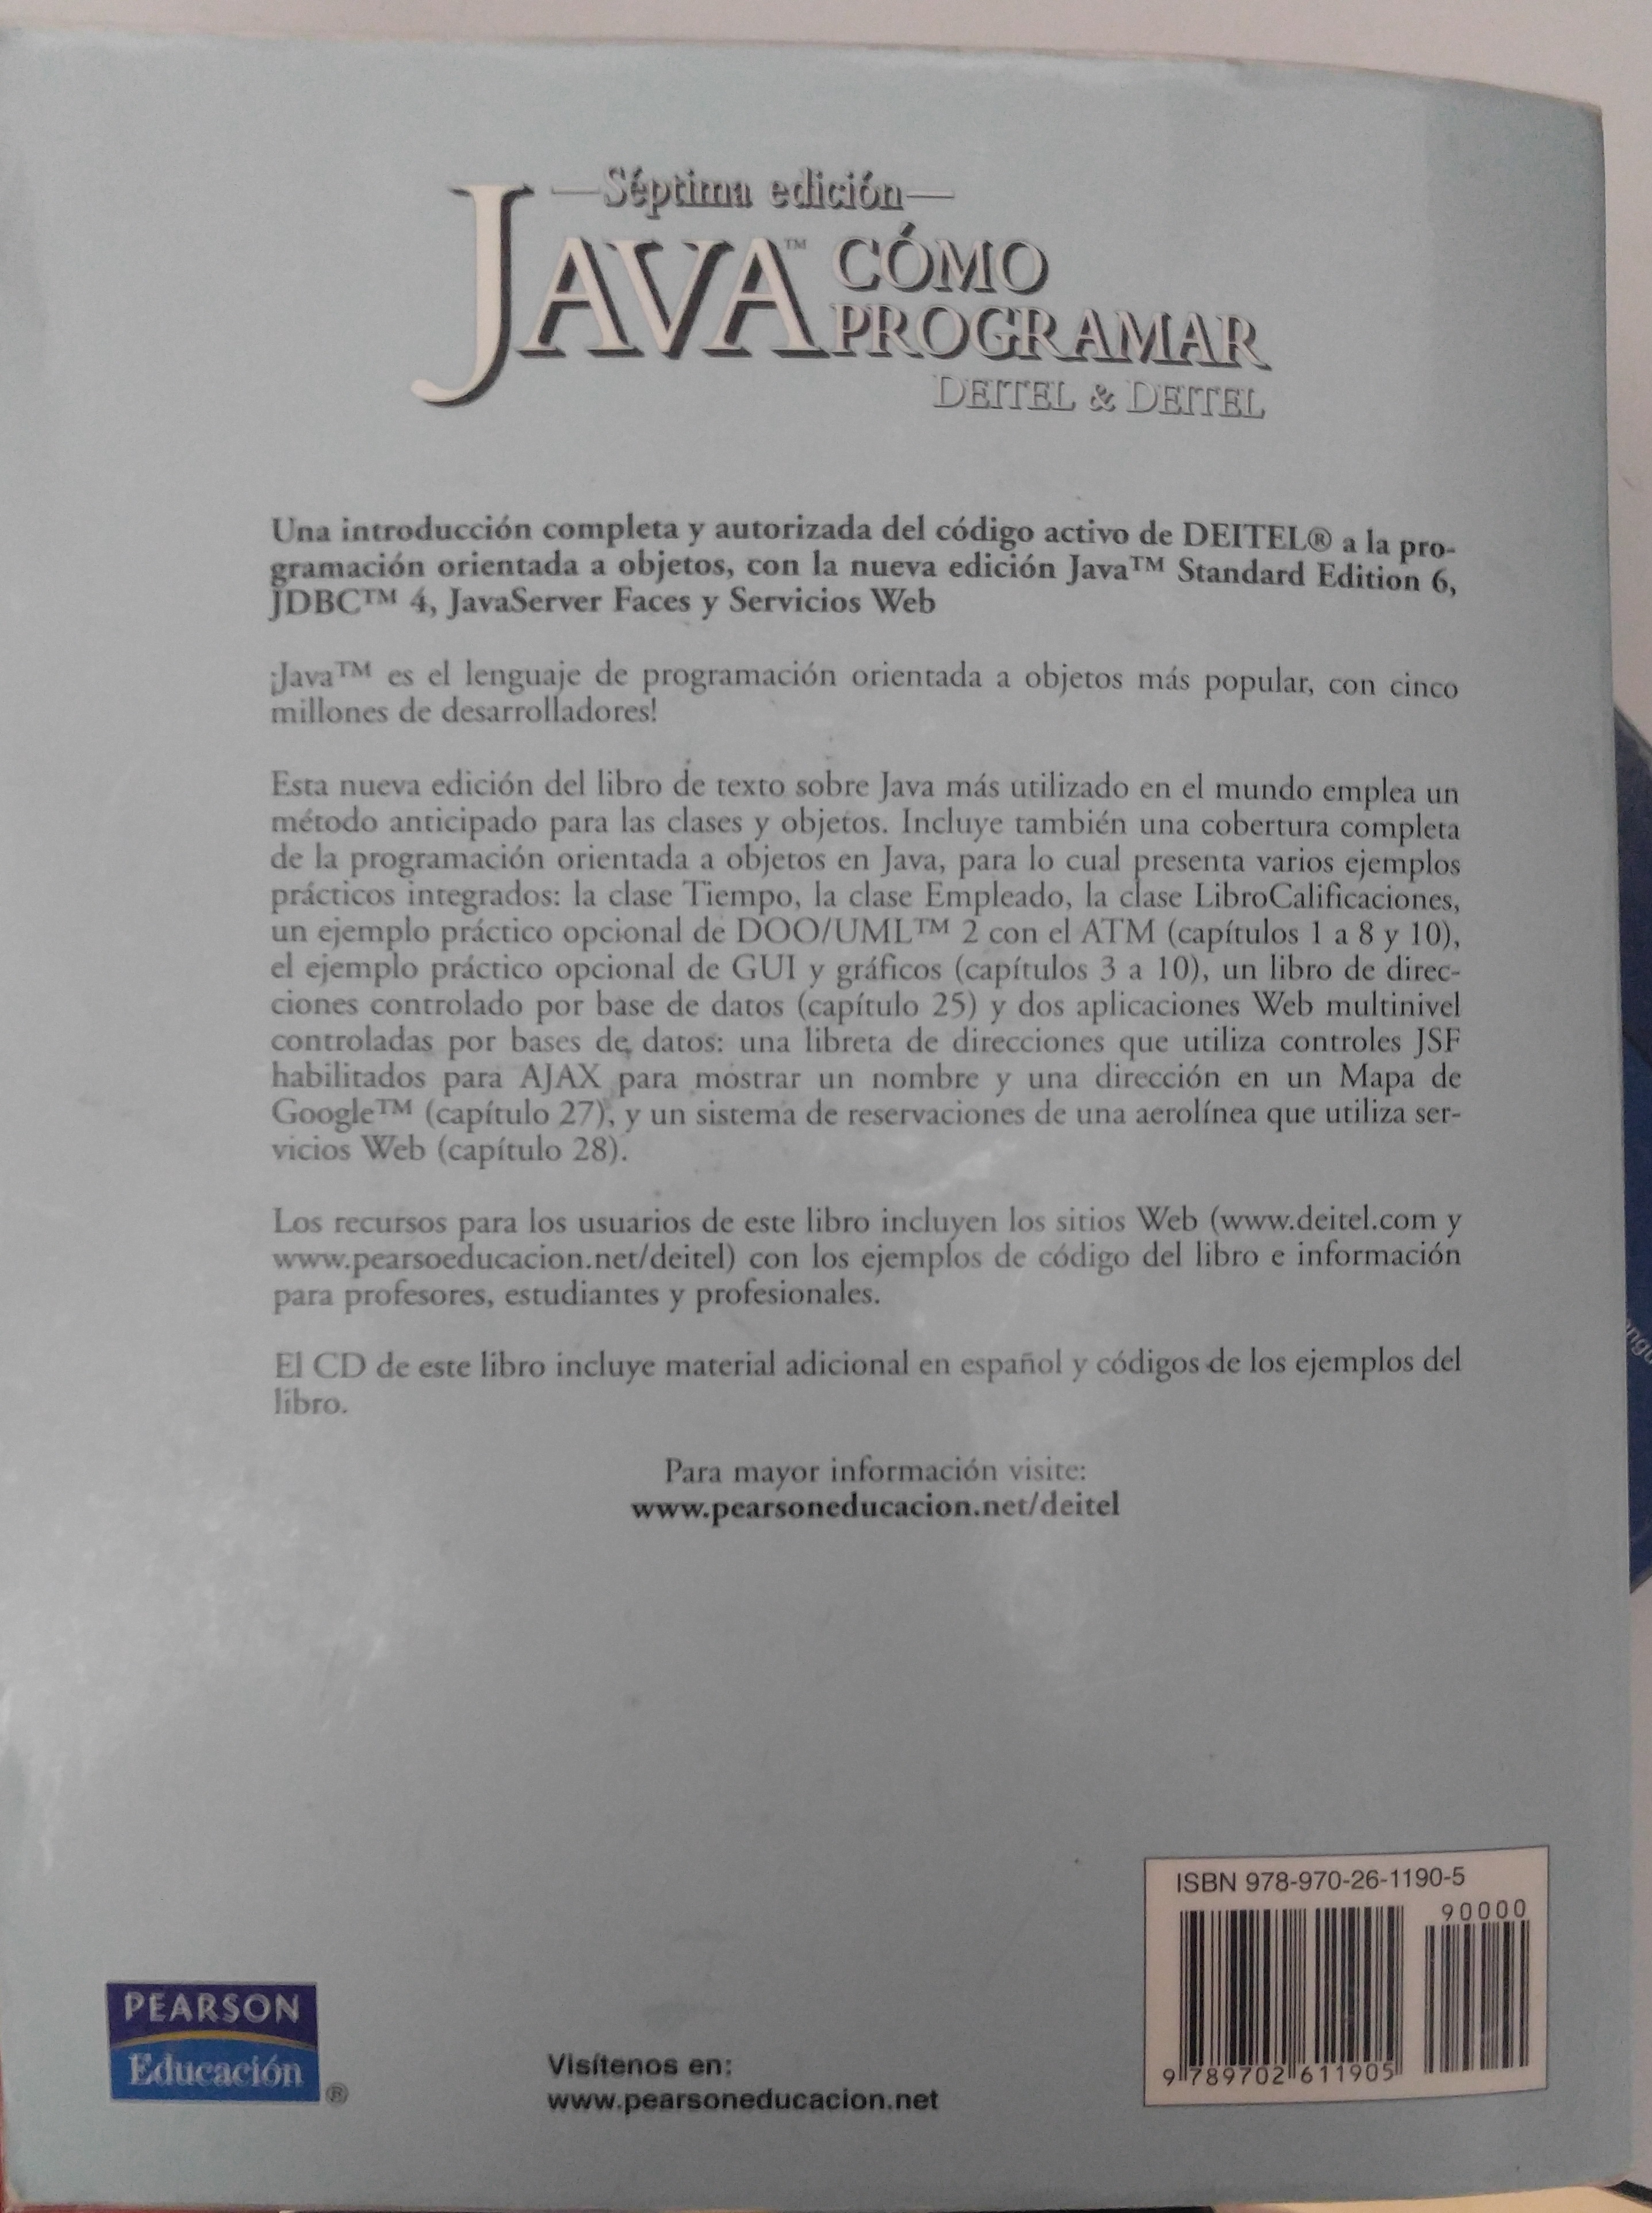 —Séptima edición—
JAVA™ CÓMO
PROGRAMAR
DEITEL & DEITEL
Una introducción completa y autorizada del código activo de DEITEL® a la pro-
gramación orientada a objetos, con la nueva edición Java™ Standard Edition 6,
JDBC™ 4, JavaServer Faces y Servicios Web
¡Java™ es el lenguaje de programación orientada a objetos más popular, con cinco
millones de desarrolladores!
Esta nueva edición del libro de texto sobre Java más utilizado en el mundo emplea un
método anticipado para las clases y objetos. Incluye también una cobertura completa
de la programación orientada a objetos en Java, para lo cual presenta varios ejemplos
prácticos integrados: la clase Tiempo, la clase Empleado, la clase LibroCalificaciones,
un ejemplo práctico opcional de DOO/UML™ 2 con el ATM (capítulos 1 a 8 y 10),
el ejemplo práctico opcional de GUI y gráficos (capítulos 3 a 10), un libro de direc-
ciones controlado por base de datos (capítulo 25) y dos aplicaciones Web multinivel
controladas por bases de datos: una libreta de direcciones que utiliza controles JSF
habilitados para AJAX para mostrar un nombre y una dirección en un Mapa de
Google™ (capítulo 27), y un sistema de reservaciones de una aerolínea que utiliza ser-
vicios Web (capítulo 28).
Los recursos para los usuarios de este libro incluyen los sitios Web (www.deitel.com y
www.pearsoeducacion.net/deitel) con los ejemplos de código del libro e información
para profesores, estudiantes y profesionales.
El CD de este libro incluye material adicional en español y códigos de los ejemplos del
libro.
Para mayor información visite:
www.pearsoneducacion.net/deitel
ISBN 978-970-26-1190-5
90000
9 789702 611905
PEARSON
Educación
®
Visítenos en:
www.pearsoneducacion.net